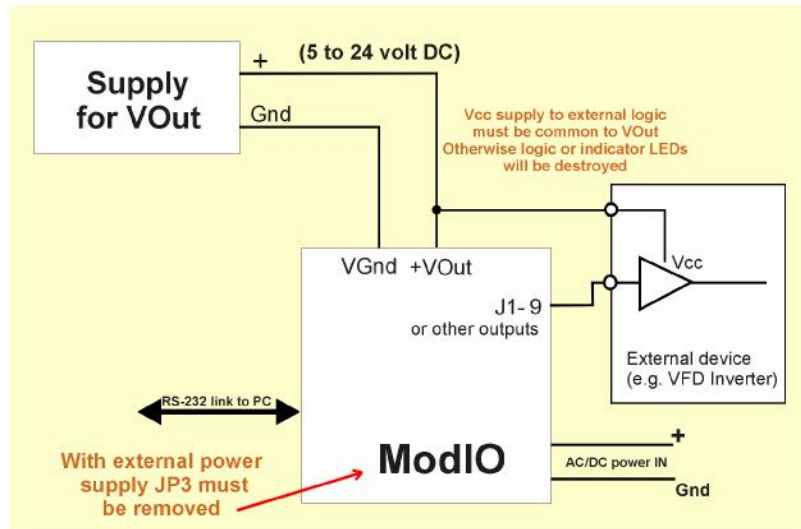 Supply
for VOut
+
(5 to 24 volt DC)
Gnd
Vcc supply to external logic
must be common to VOut
Otherwise logic or indicator LEDs
will be destroyed
VGnd +VOut
Vcc
J1-9
or other outputs
External device
(e.g. VFD Inverter)
RS-232 link to PC
ModIO
With external power
supply JP3 must
be removed
+
AC/DC power IN
Gnd